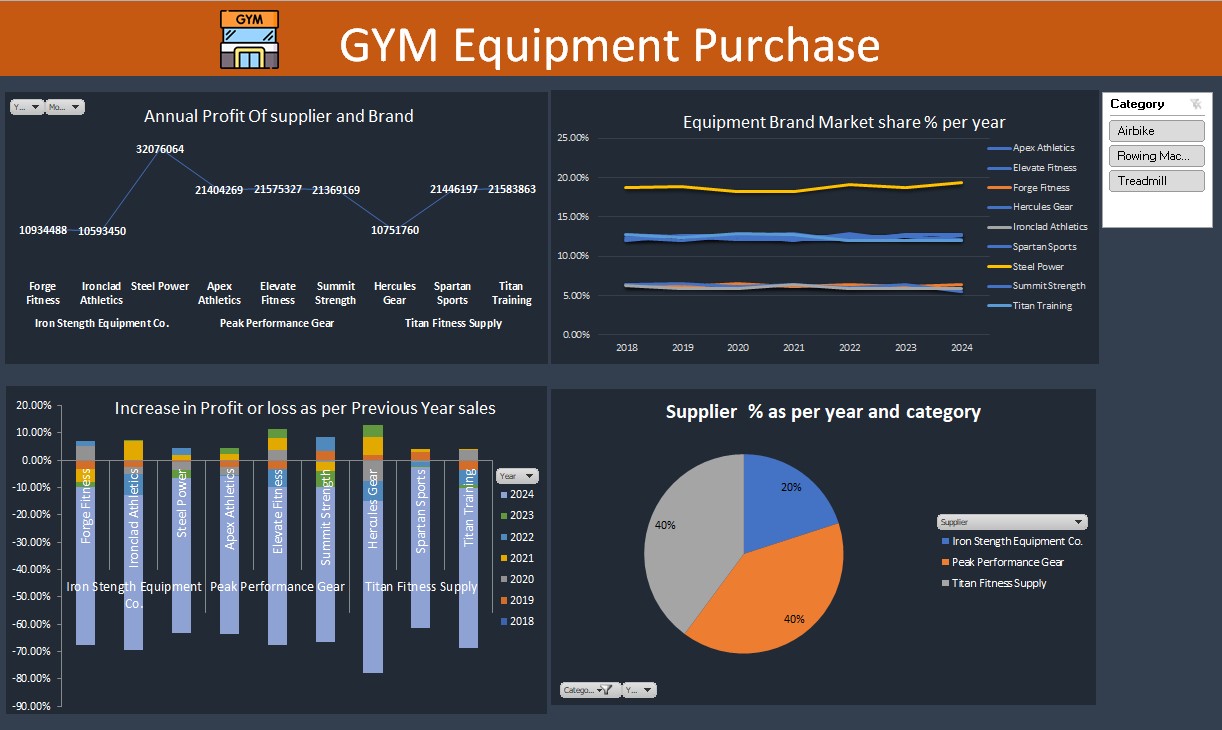 GYM
GYM Equipment Purchase
Y...
Mo...
Annual Profit Of supplier and Brand
32076064
21404269
21575327
21369169
21446197
21583863
10934488
10593450
10751760
Forge Fitness
Ironclad Athletics
Steel Power
Apex Athletics
Elevate Fitness
Summit Strength
Hercules Gear
Spartan Sports
Titan Training
Iron Stength Equipment Co.
Peak Performance Gear
Titan Fitness Supply
Equipment Brand Market share % per year
25.00%
20.00%
15.00%
10.00%
5.00%
0.00%
2018
2019
2020
2021
2022
2023
2024
Apex Athletics
Elevate Fitness
Forge Fitness
Hercules Gear
Ironclad Athletics
Spartan Sports
Steel Power
Summit Strength
Titan Training
Category
Airbike
Rowing Mac...
Treadmill
Increase in Profit or loss as per Previous Year sales
20.00%
10.00%
0.00%
-10.00%
-20.00%
-30.00%
-40.00%
-50.00%
-60.00%
-70.00%
-80.00%
-90.00%
Forge Fitness
Ironclad Athletics
Steel Power
Apex Athletics
Elevate Fitness
Summit Strength
Hercules Gear
Spartan Sports
Titan Training
Iron Stength Equipment
Co.
Peak Performance Gear
Titan Fitness Supply
Year
2024
2023
2022
2021
2020
2019
2018
Supplier % as per year and category
20%
40%
40%
Supplier
Iron Stength Equipment Co.
Peak Performance Gear
Titan Fitness Supply
Catego...
Y...